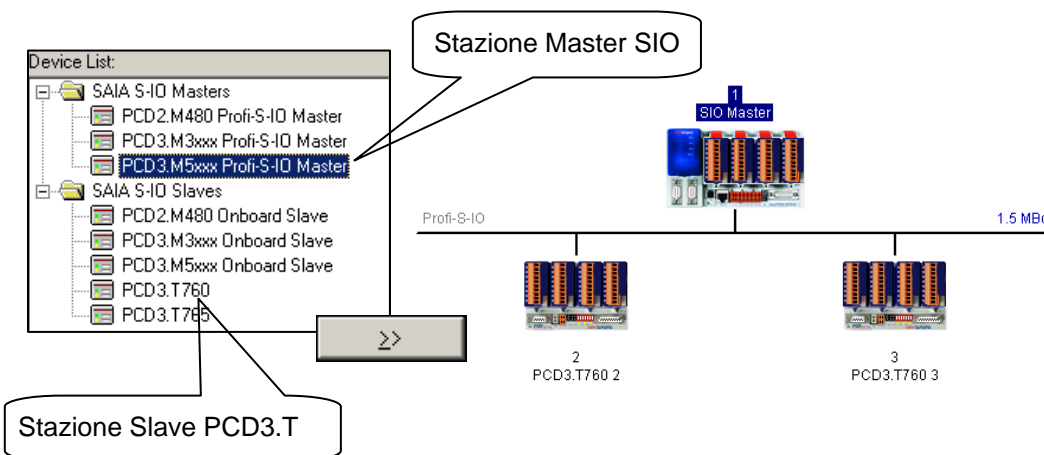 Stazione Master SIO
Device List:
SAIA S-IO Masters
PCD2.M480 Profi-S-IO Master
PCD3.M3xxx Profi-S-IO Master
PCD3.M5xxx Profi-S-IO Master
SAIA S-IO Slaves
PCD2.M480 Onboard Slave
PCD3.M3xxx Onboard Slave
PCD3.M5xxx Onboard Slave
PCD3.T760
PCD3.T765
>>
Stazione Slave PCD3.T
1
SIO Master
Profi-S-IO
1.5 MB
2
PCD3.T760 2
3
PCD3.T760 3